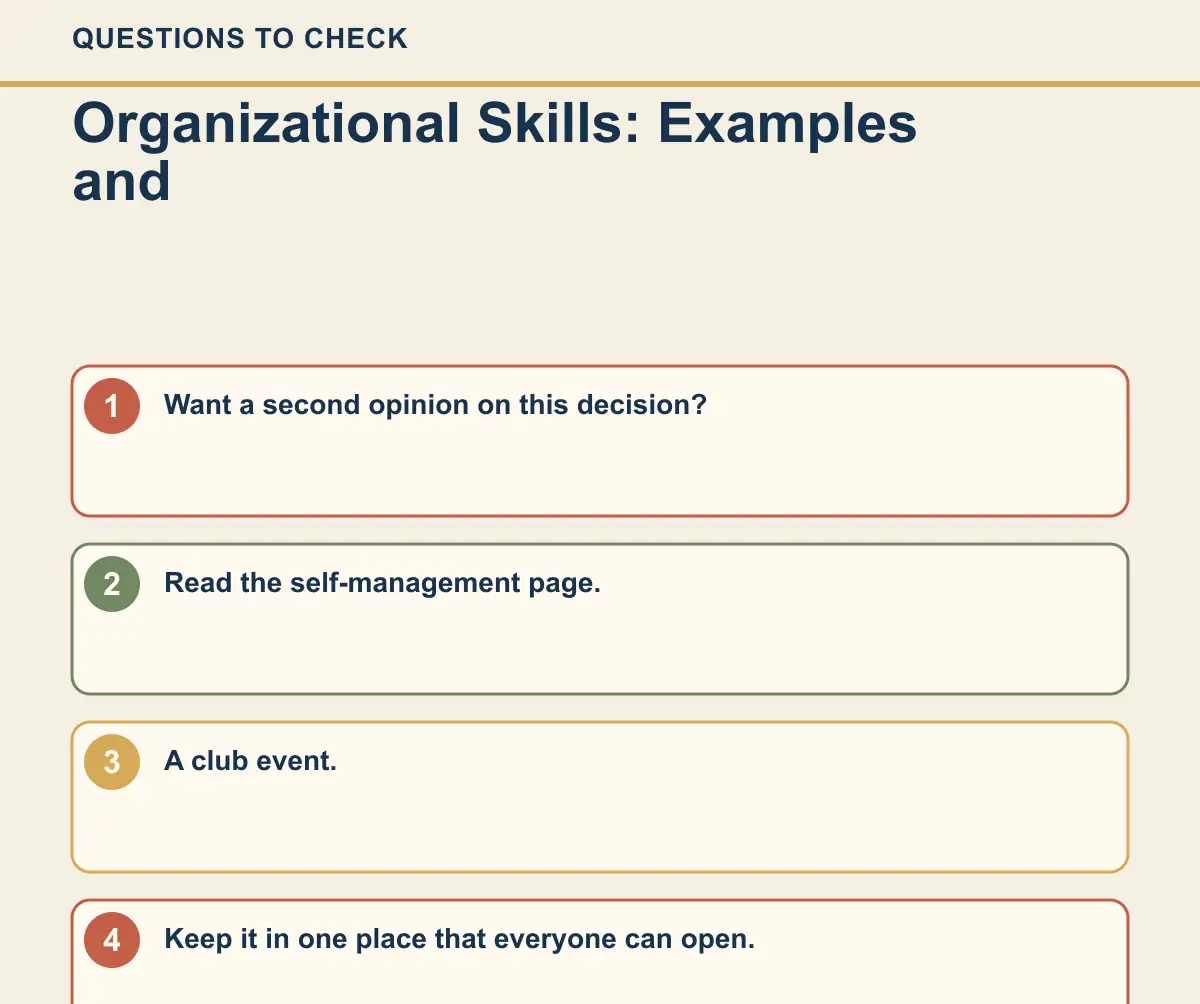 QUESTIONS TO CHECK
Organizational Skills: Examples
and
1 Want a second opinion on this decision?
2 Read the self-management page.
3 A club event.
4 Keep it in one place that everyone can open.